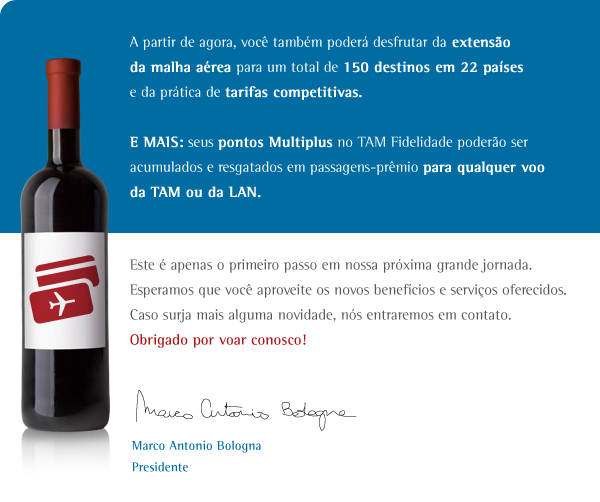 A partir de agora, você também poderá desfrutar da extensão
da malha aérea para um total de 150 destinos em 22 países
e da prática de tarifas competitivas.
E MAIS: seus pontos Multiplus no TAM Fidelidade poderão ser
acumulados e resgatados em passagens-prêmio para qualquer voo
da TAM ou da LAN.
Este é apenas o primeiro passo em nossa próxima grande jornada.
Esperamos que você aproveite os novos benefícios e serviços oferecidos.
Caso surja mais alguma novidade, nós entraremos em contato.
Obrigado por voar conosco!
Marco Antonio Bologna
Marco Antonio Bologna
Presidente